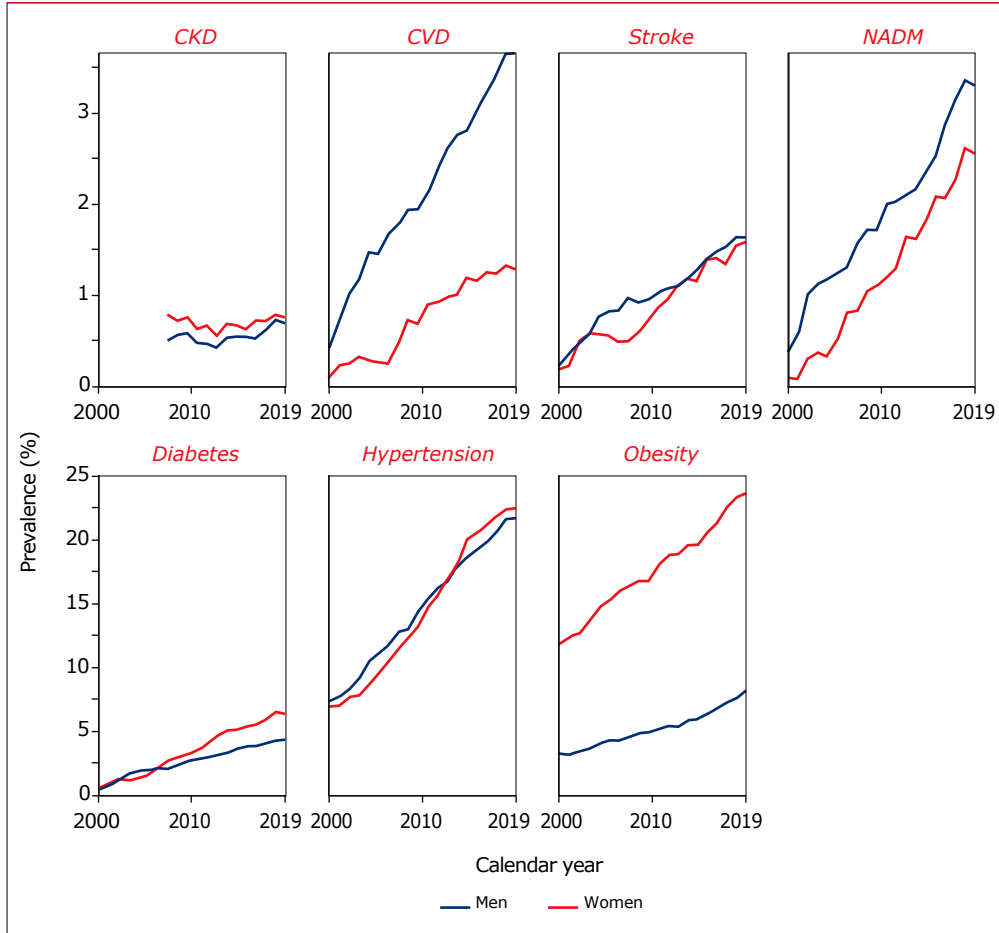 CKD CVD Stroke NADM
3
2
1
0
2000 2010 2019 2000 2010 2019 2000 2010 2019 2000 2010 2019
Prevalence (%)
Diabetes Hypertension Obesity
25
20
15
10
5
0
2000 2010 2019 2000 2010 2019 2000 2010 2019
Calendar year
Men Women